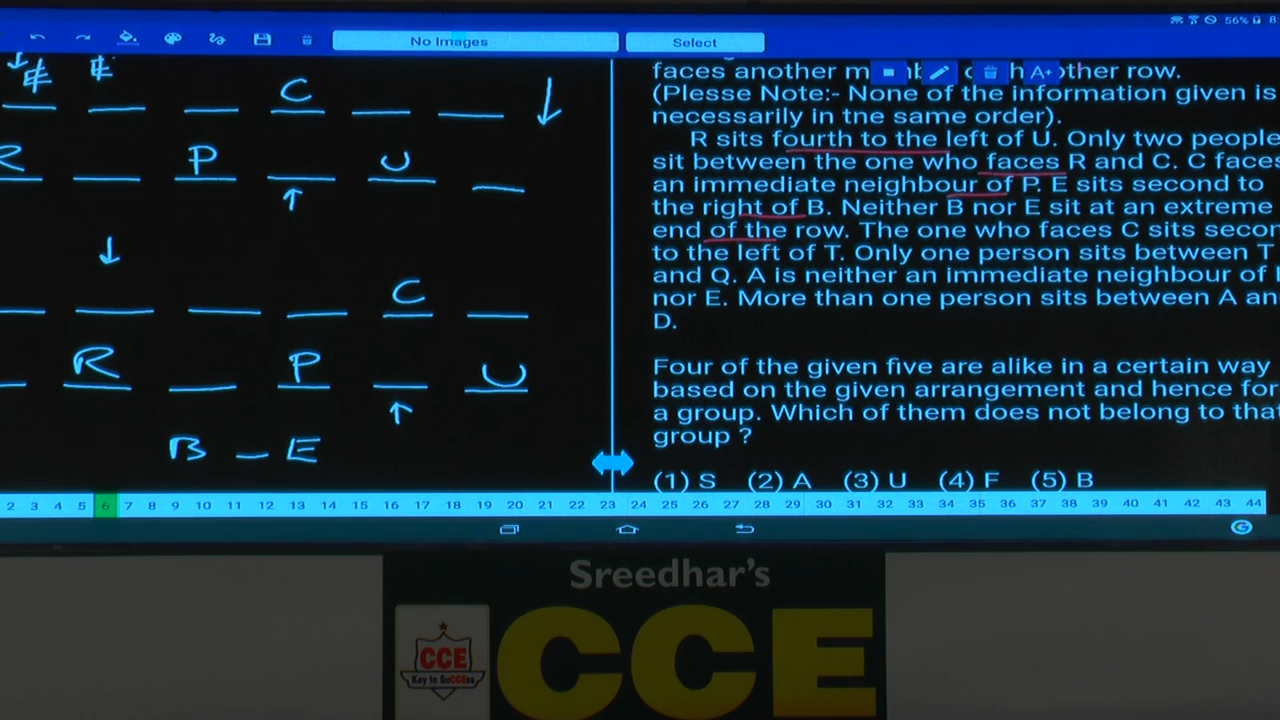 56%
No Images
Select
C
R P U
C
R P U
B _ E
faces another
other row.
(Plesse Note:- None of the information given is
necessarily in the same order).
R sits fourth to the left of U. Only two people
sit between the one who faces R and C. C faces
an immediate neighbour of P. E sits second to
the right of B. Neither B nor E sit at an extreme
end of the row. The one who faces C sits secon
to the left of T. Only one person sits between T
and Q. A is neither an immediate neighbour of
nor E. More than one person sits between A an
D.
Four of the given five are alike in a certain way
based on the given arrangement and hence for
a group. Which of them does not belong to that
group ?
(1) S (2) A (3) U (4) F (5) B
2 3 4 5 6 7 8 9 10 11 12 13 14 15 16 17 18 19 20 21 22 23 24 25 26 27 28 29 30 31 32 33 34 35 36 37 38 39 40 41 42 43 44
Sreedhar's
CCE
CCE
Key to SuCCEss